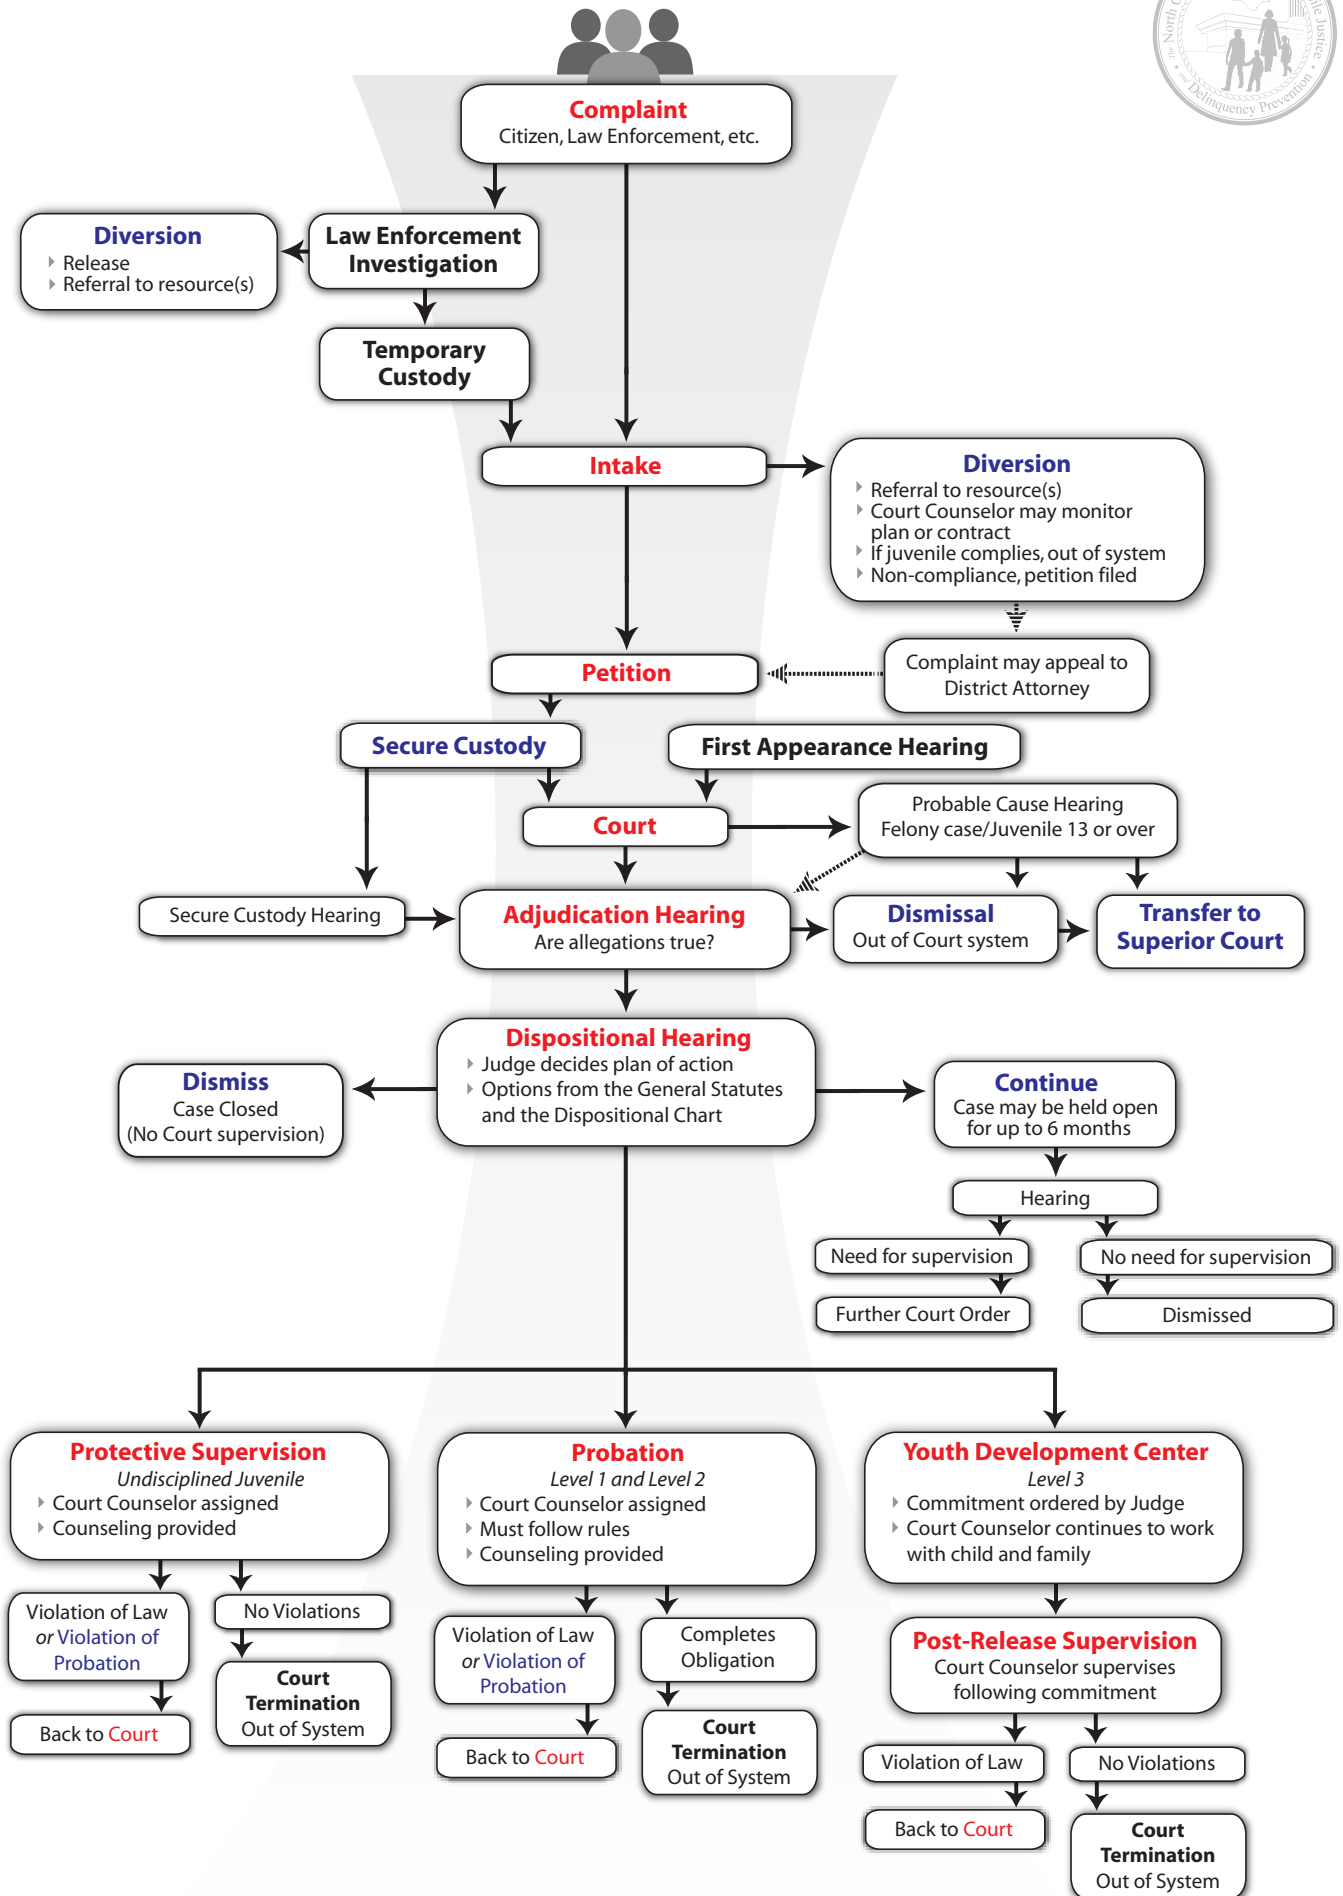 The North C
ile Justice
and Delinquency Prevention
Complaint
Citizen, Law Enforcement, etc.
Diversion
Release
Referral to resource(s)
Law Enforcement
Investigation
Temporary
Custody
Intake
Diversion
Referral to resource(s)
Court Counselor may monitor
plan or contract
If juvenile complies, out of system
Non-compliance, petition filed
Petition
Complaint may appeal to
District Attorney
Secure Custody
First Appearance Hearing
Court
Probable Cause Hearing
Felony case/Juvenile 13 or over
Secure Custody Hearing
Adjudication Hearing
Are allegations true?
Dismissal
Out of Court system
Transfer to
Superior Court
Dispositional Hearing
Judge decides plan of action
Options from the General Statutes
and the Dispositional Chart
Dismiss
Case Closed
(No Court supervision)
Continue
Case may be held open
for up to 6 months
Hearing
Need for supervision
No need for supervision
Further Court Order
Dismissed
Protective Supervision
Undisciplined Juvenile
Court Counselor assigned
Counseling provided
Violation of Law
or Violation of
Probation
Back to Court
No Violations
Court
Termination
Out of System
Probation
Level 1 and Level 2
Court Counselor assigned
Must follow rules
Counseling provided
Violation of Law
or Violation of
Probation
Back to Court
Completes
Obligation
Court
Termination
Out of System
Youth Development Center
Level 3
Commitment ordered by Judge
Court Counselor continues to work
with child and family
Post-Release Supervision
Court Counselor supervises
following commitment
Violation of Law
Back to Court
No Violations
Court
Termination
Out of System